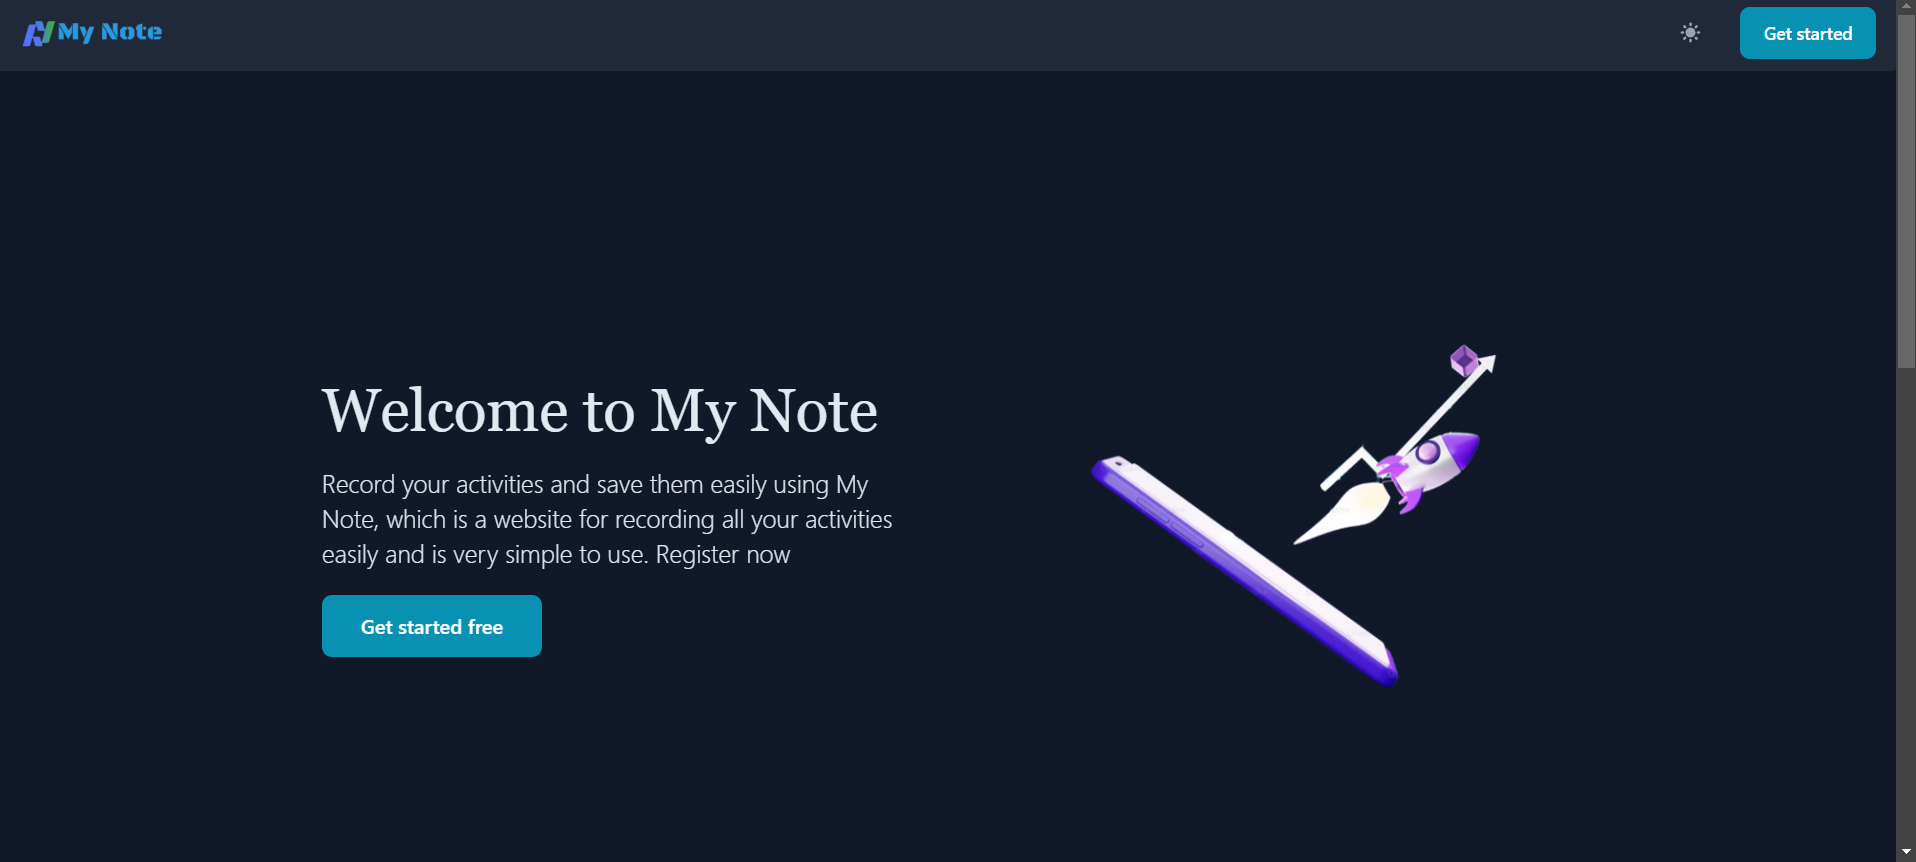 My Note
Get started
Welcome to My Note
Record your activities and save them easily using My
Note, which is a website for recording all your activities
easily and is very simple to use. Register now
Get started free